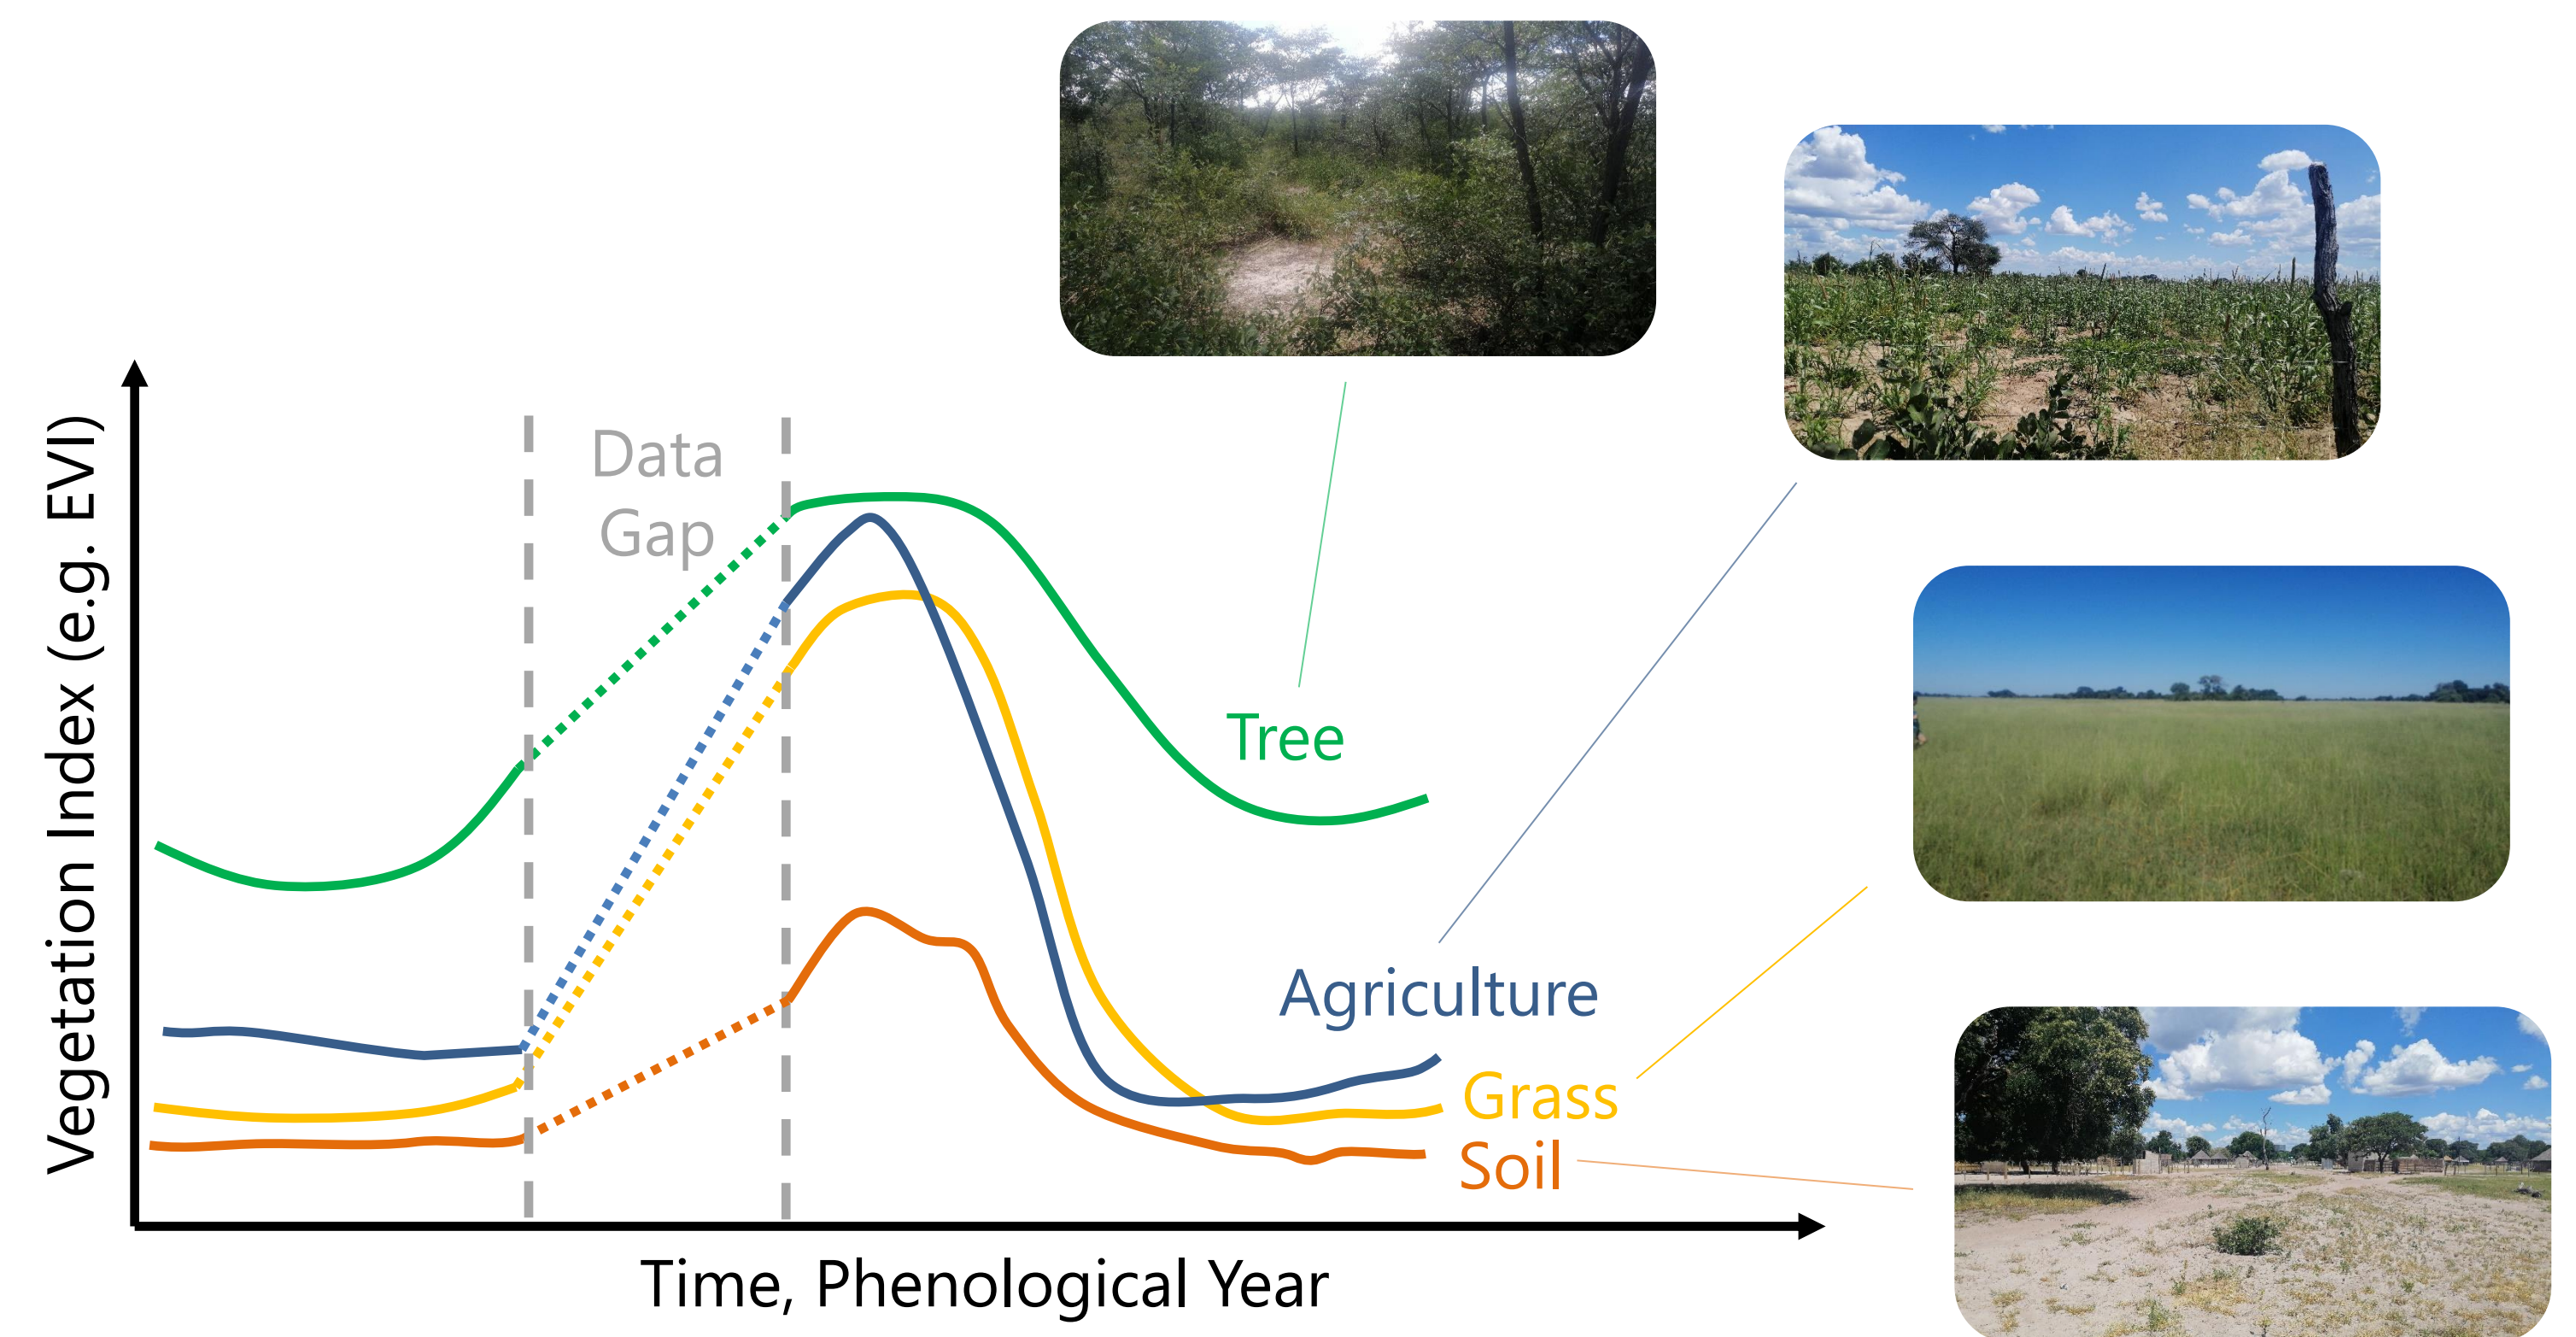 Data
Gap
Vegetation Index (e.g. EVI)
Tree
Agriculture
Grass
Soil
Time, Phenological Year